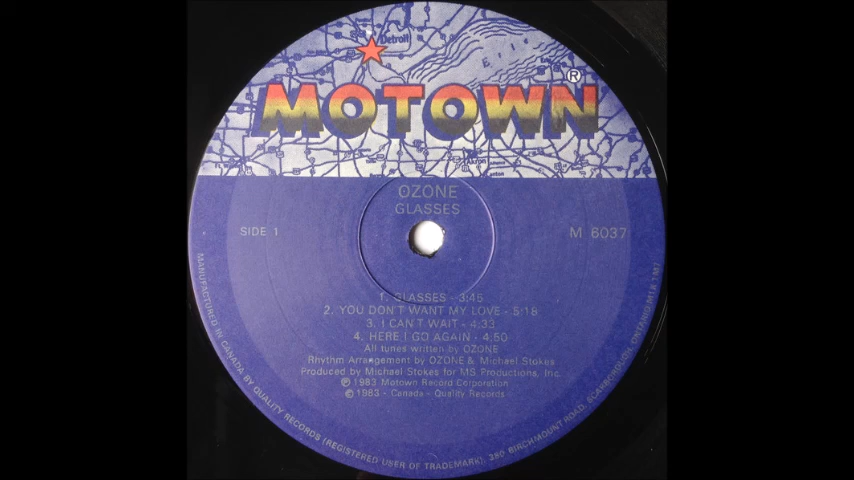 Detroit
Erie
®
MOTOWN
Akron
OZONE
GLASSES
SIDE 1
M 6037
1. GLASSES - 3:45
2. YOU DON'T WANT MY LOVE - 5:18
3. I CAN'T WAIT - 4:33
4. HERE I GO AGAIN - 4:50
All tunes written by OZONE
Rhythm Arrangement by OZONE & Michael Stokes
Produced by Michael Stokes for MS Productions, Inc.
℗ 1983 Motown Record Corporation
© 1983 - Canada - Quality Records
MANUFACTURED IN CANADA BY QUALITY RECORDS (REGISTERED USER OF TRADEMARK), 380 BIRCHMOUNT ROAD, SCARBOROUGH, ONTARIO M1K 1M7